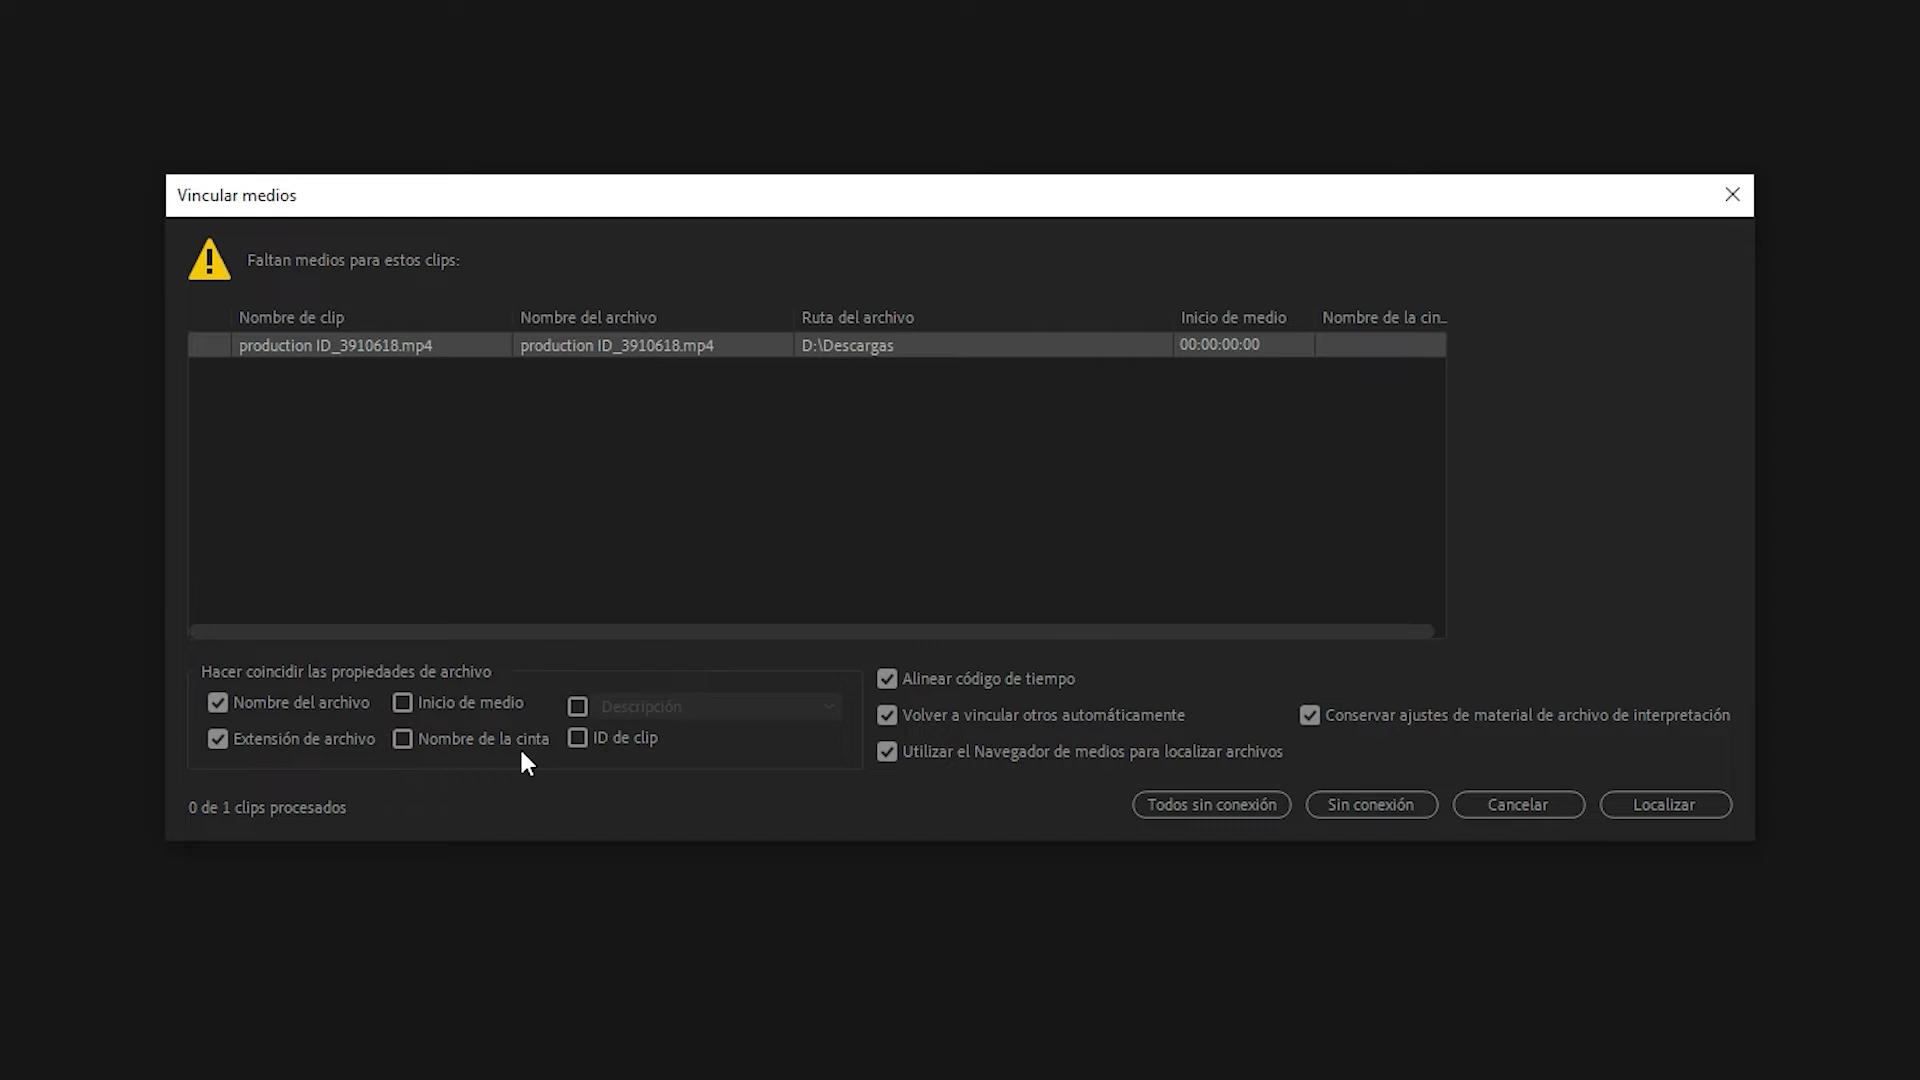 Vincular medios
Faltan medios para estos clips:
Nombre de clip Nombre del archivo Ruta del archivo Inicio de medio Nombre de la cin...
production ID_3910618.mp4 production ID_3910618.mp4 D:\Descargas 00:00:00:00
Hacer coincidir las propiedades de archivo
Nombre del archivo Inicio de medio Descripción
Extensión de archivo Nombre de la cinta ID de clip
Alinear código de tiempo
Volver a vincular otros automáticamente Conservar ajustes de material de archivo de interpretación
Utilizar el Navegador de medios para localizar archivos
0 de 1 clips procesados
Todos sin conexión Sin conexión Cancelar Localizar